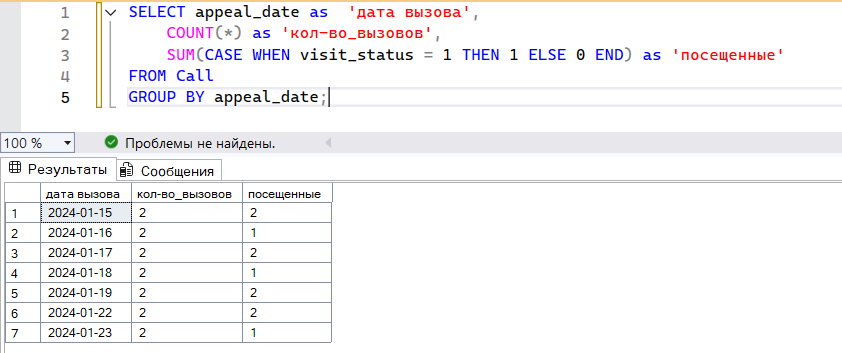 1 SELECT appeal_date as 'дата вызова',
2 COUNT(*) as 'кол-во_вызовов',
3 SUM(CASE WHEN visit_status = 1 THEN 1 ELSE 0 END) as 'посещенные'
4 FROM Call
5 GROUP BY appeal_date;
100 % Проблемы не найдены.
Результаты Сообщения
дата вызова кол-во_вызовов посещенные
1 2024-01-15 2 2
2 2024-01-16 2 1
3 2024-01-17 2 2
4 2024-01-18 2 1
5 2024-01-19 2 2
6 2024-01-22 2 2
7 2024-01-23 2 1